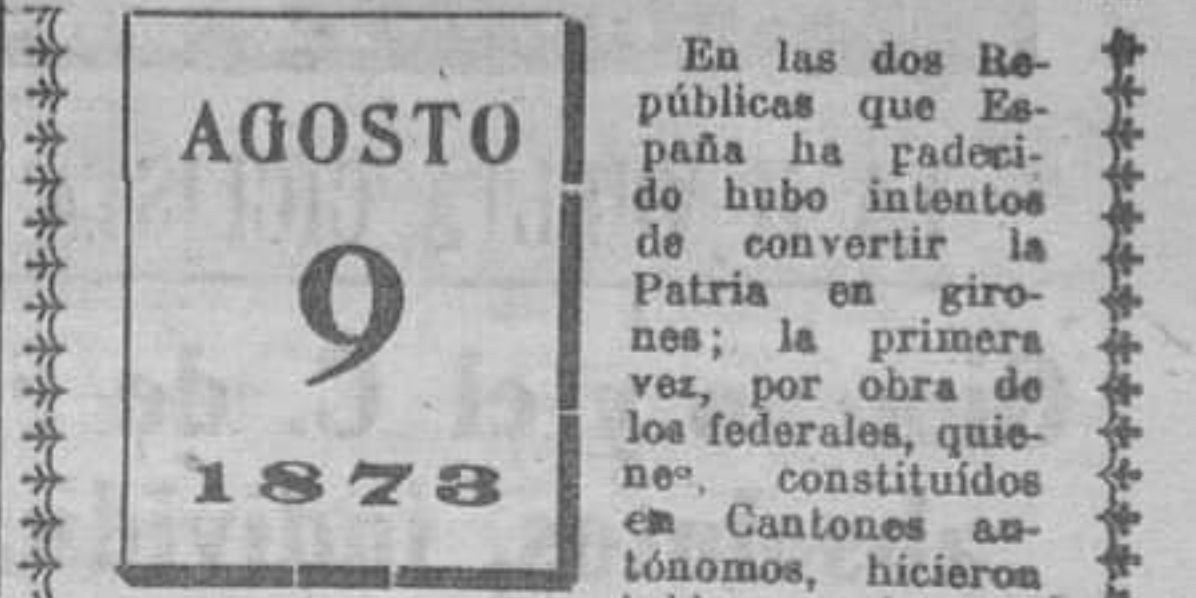 AGOSTO
9
1873
En las dos Re-
públicas que Es-
paña ha padeci-
do hubo intentos
de convertir la
Patria en giro-
nes; la primera
vez, por obra de
los federales, quie-
nes, constituídos
en Cantones au-
tónomos, hicieron